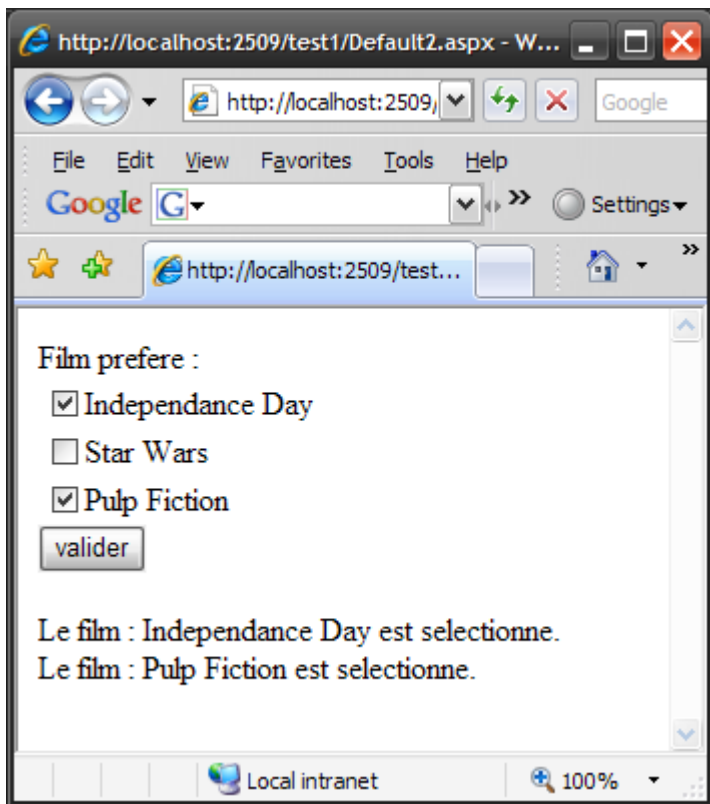 http://localhost:2509/test1/Default2.aspx - W...
http://localhost:2509/
Google
File Edit View Favorites Tools Help
Google G Settings
http://localhost:2509/test...
Film prefere :
Independance Day
Star Wars
Pulp Fiction
valider
Le film : Independance Day est selectionne.
Le film : Pulp Fiction est selectionne.
Local intranet 100%